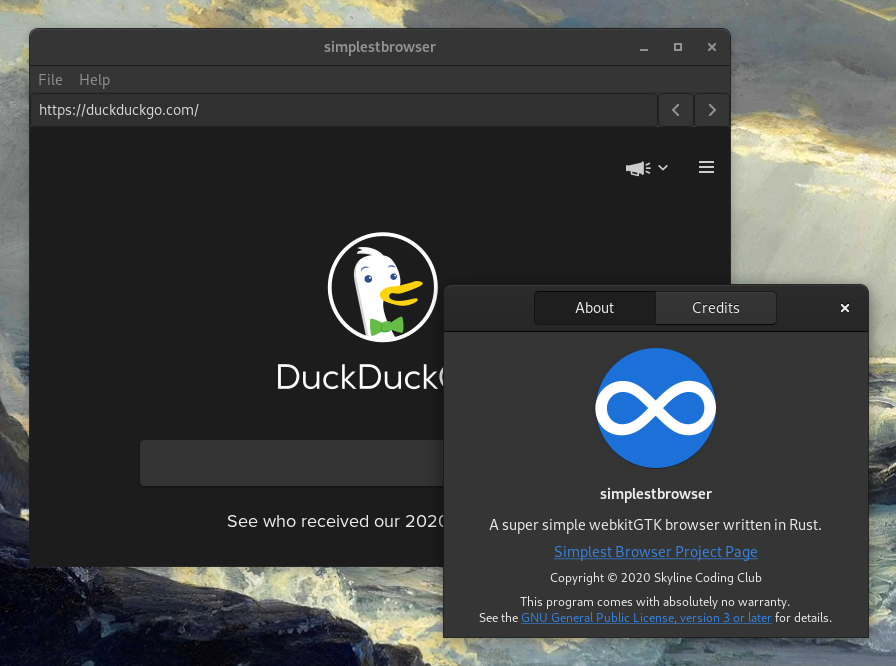 simplestbrowser
File Help
https://duckduckgo.com/
DuckDuck
See who received our 2020
About Credits
simplestbrowser
A super simple webkitGTK browser written in Rust.
Simplest Browser Project Page
Copyright © 2020 Skyline Coding Club
This program comes with absolutely no warranty.
See the GNU General Public License, version 3 or later for details.